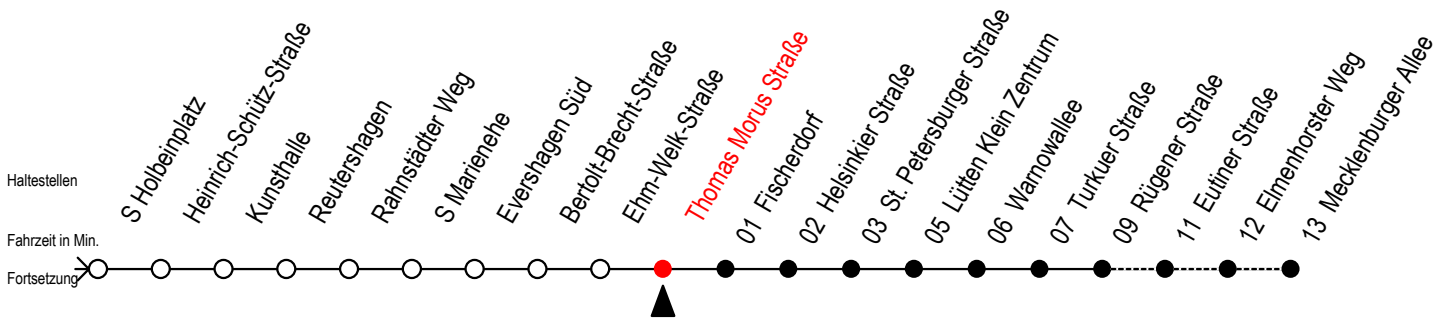 Haltestellen
Fahrzeit in Min.
Fortsetzung
S Holbeinplatz
Heinrich-Schütz-Straße
Kunsthalle
Reutershagen
Rahnstädter Weg
S Marienehe
Evershagen Süd
Bertolt-Brecht-Straße
Ehm-Welk-Straße
Thomas Morus Straße
01 Fischerdorf
02 Helsinkier Straße
03 St. Petersburger Straße
05 Lütten Klein Zentrum
06 Warnowallee
07 Turkuer Straße
09 Rügener Straße
11 Eutiner Straße
12 Elmenhorster Weg
13 Mecklenburger Allee